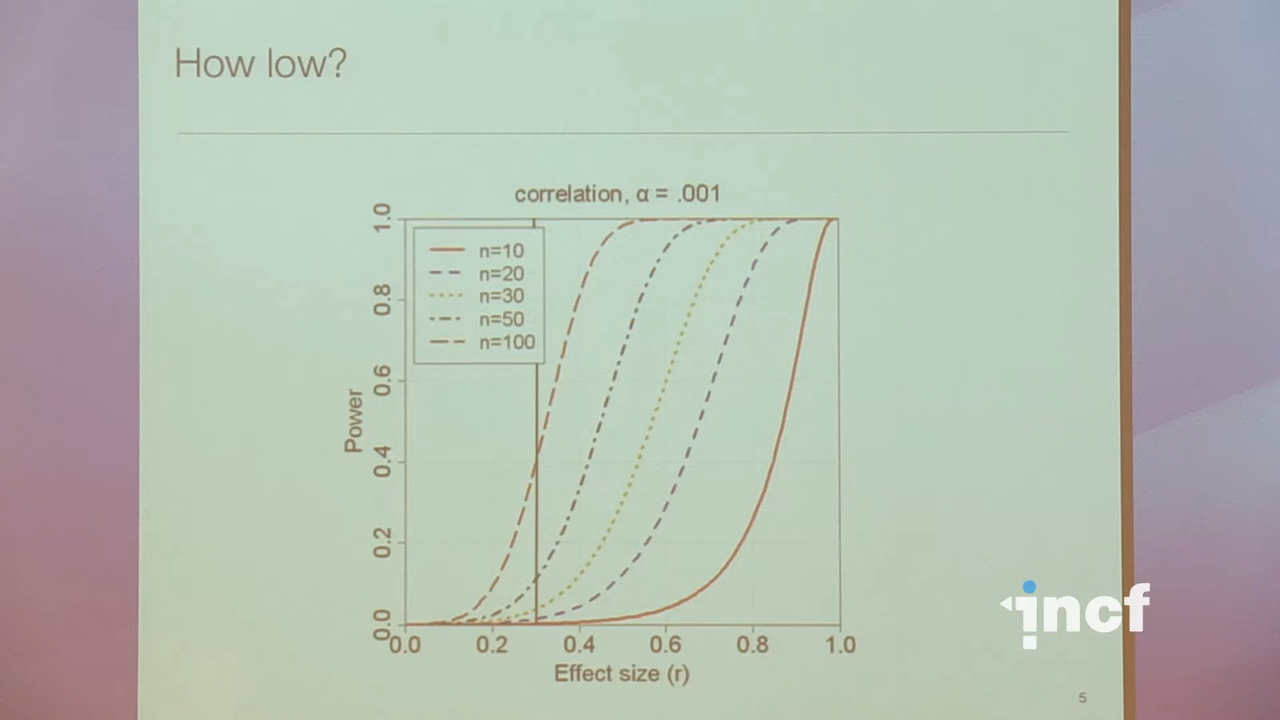 How low?
correlation, α = .001
1.0
0.8
0.6
0.4
0.2
0.0
Power
n=10
n=20
n=30
n=50
n=100
0.0 0.2 0.4 0.6 0.8 1.0
Effect size (r)
incf
5